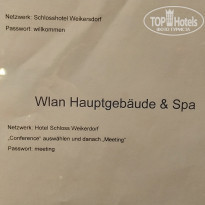 Netzwerk: Schlosshotel Weikersdorf
Passwort: willkommen
TOP Hotels
Wlan Hauptgebäude & Spa
Netzwerk: Hotel Schloss Weikerdorf
„Conference“ auswählen und danach „Meeting“
Passwort: meeting